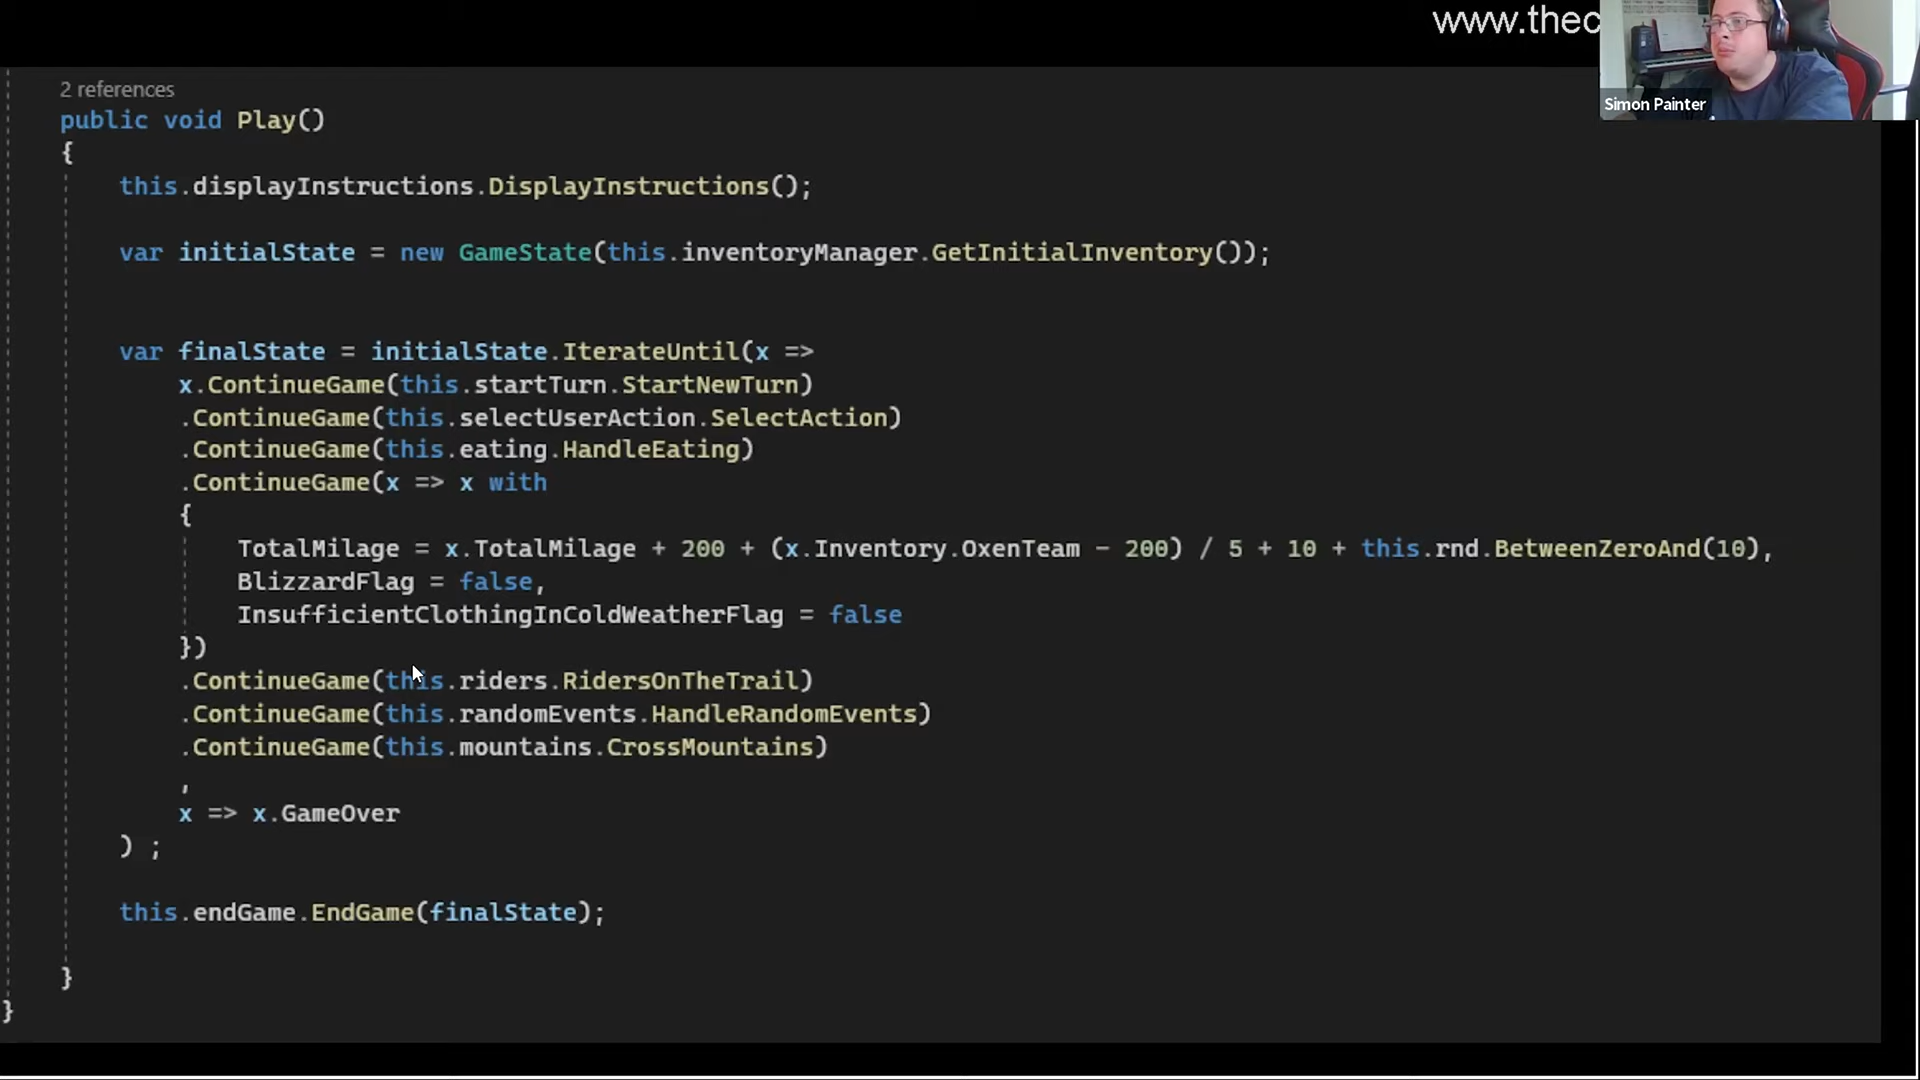 www.thec
Simon Painter
2 references
public void Play()
{
this.displayInstructions.DisplayInstructions();
var initialState = new GameState(this.inventoryManager.GetInitialInventory());
var finalState = initialState.IterateUntil(x =>
x.ContinueGame(this.startTurn.StartNewTurn)
.ContinueGame(this.selectUserAction.SelectAction)
.ContinueGame(this.eating.HandleEating)
.ContinueGame(x => x with
{
TotalMilage = x.TotalMilage + 200 + (x.Inventory.OxenTeam - 200) / 5 + 10 + this.rnd.BetweenZeroAnd(10),
BlizzardFlag = false,
InsufficientClothingInColdWeatherFlag = false
})
.ContinueGame(this.riders.RidersOnTheTrail)
.ContinueGame(this.randomEvents.HandleRandomEvents)
.ContinueGame(this.mountains.CrossMountains)
,
x => x.GameOver
) ;
this.endGame.EndGame(finalState);
}
}